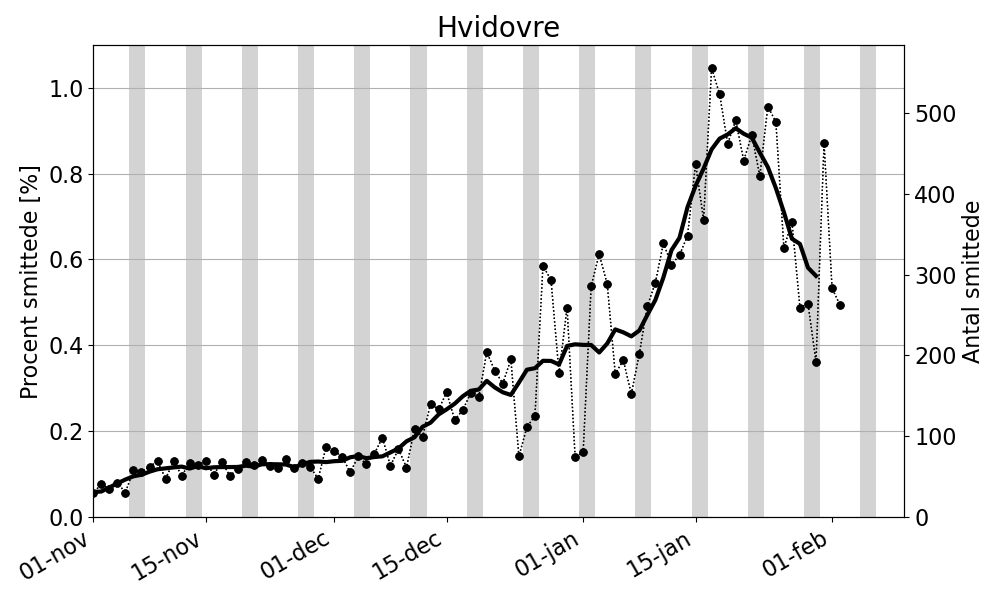 Hvidovre
Procent smittede [%]
1.0
0.8
0.6
0.4
0.2
0.0
500
400
300
200
100
0
Antal smittede
01-nov
15-nov
01-dec
15-dec
01-jan
15-jan
01-feb